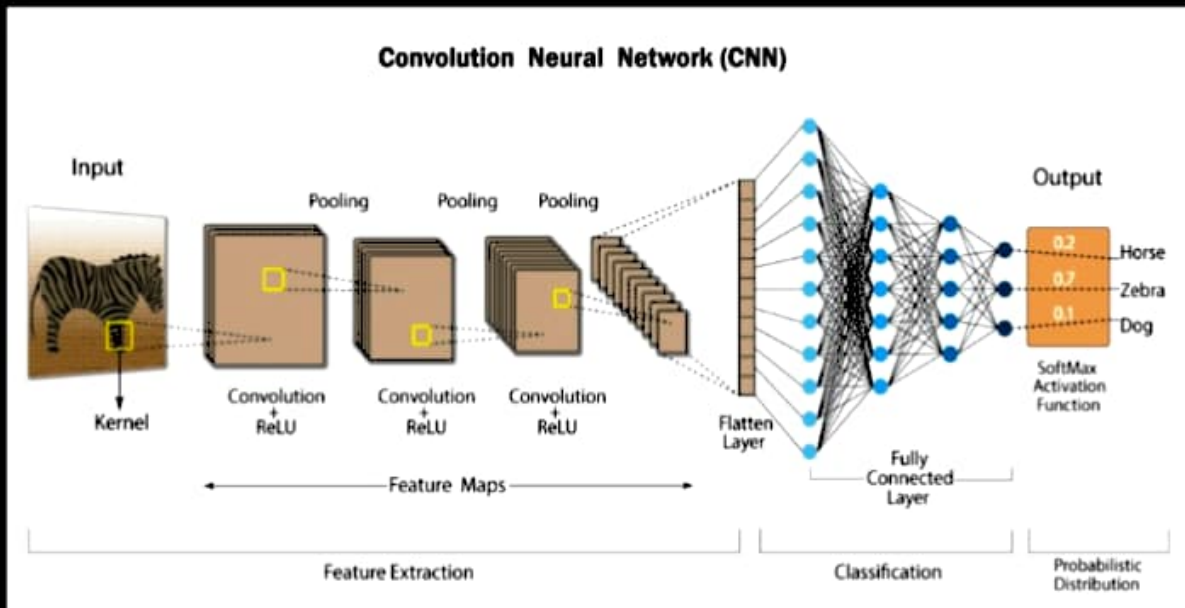 Convolution Neural Network (CNN)
Input
Kernel
Pooling
Pooling
Pooling
Convolution
+
ReLU
Convolution
+
ReLU
Convolution
+
ReLU
Feature Maps
Flatten
Layer
Fully
Connected
Layer
Output
0.2
Horse
0.7
Zebra
0.1
Dog
SoftMax
Activation
Function
Feature Extraction
Classification
Probabilistic
Distribution